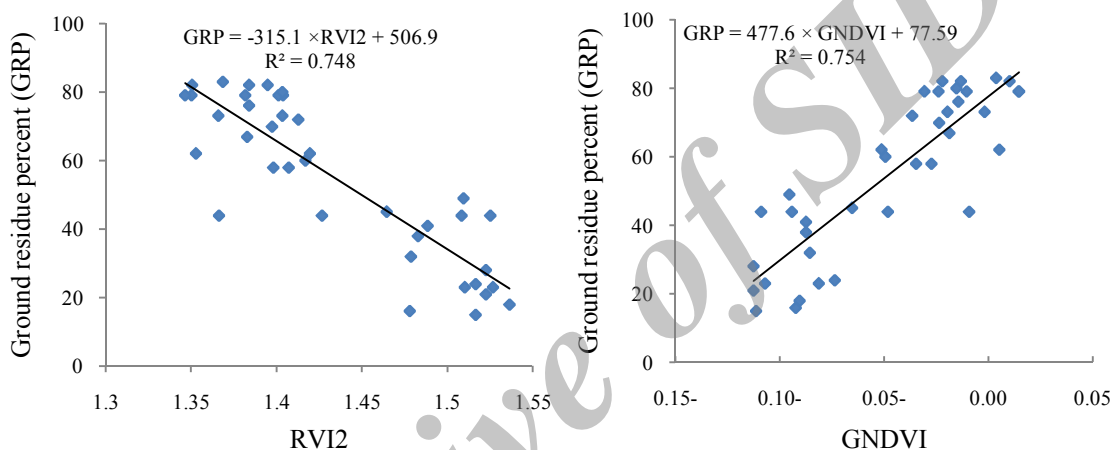 GRP = -315.1 ×RVI2 + 506.9
R² = 0.748
Ground residue percent (GRP)
100
80
60
40
20
0
1.3 1.35 1.4 1.45 1.5 1.55
RVI2
GRP = 477.6 × GNDVI + 77.59
R² = 0.754
Ground residue percent (GRP)
100
80
60
40
20
0
0.15- 0.10- 0.05- 0.00 0.05
GNDVI
ive of SID